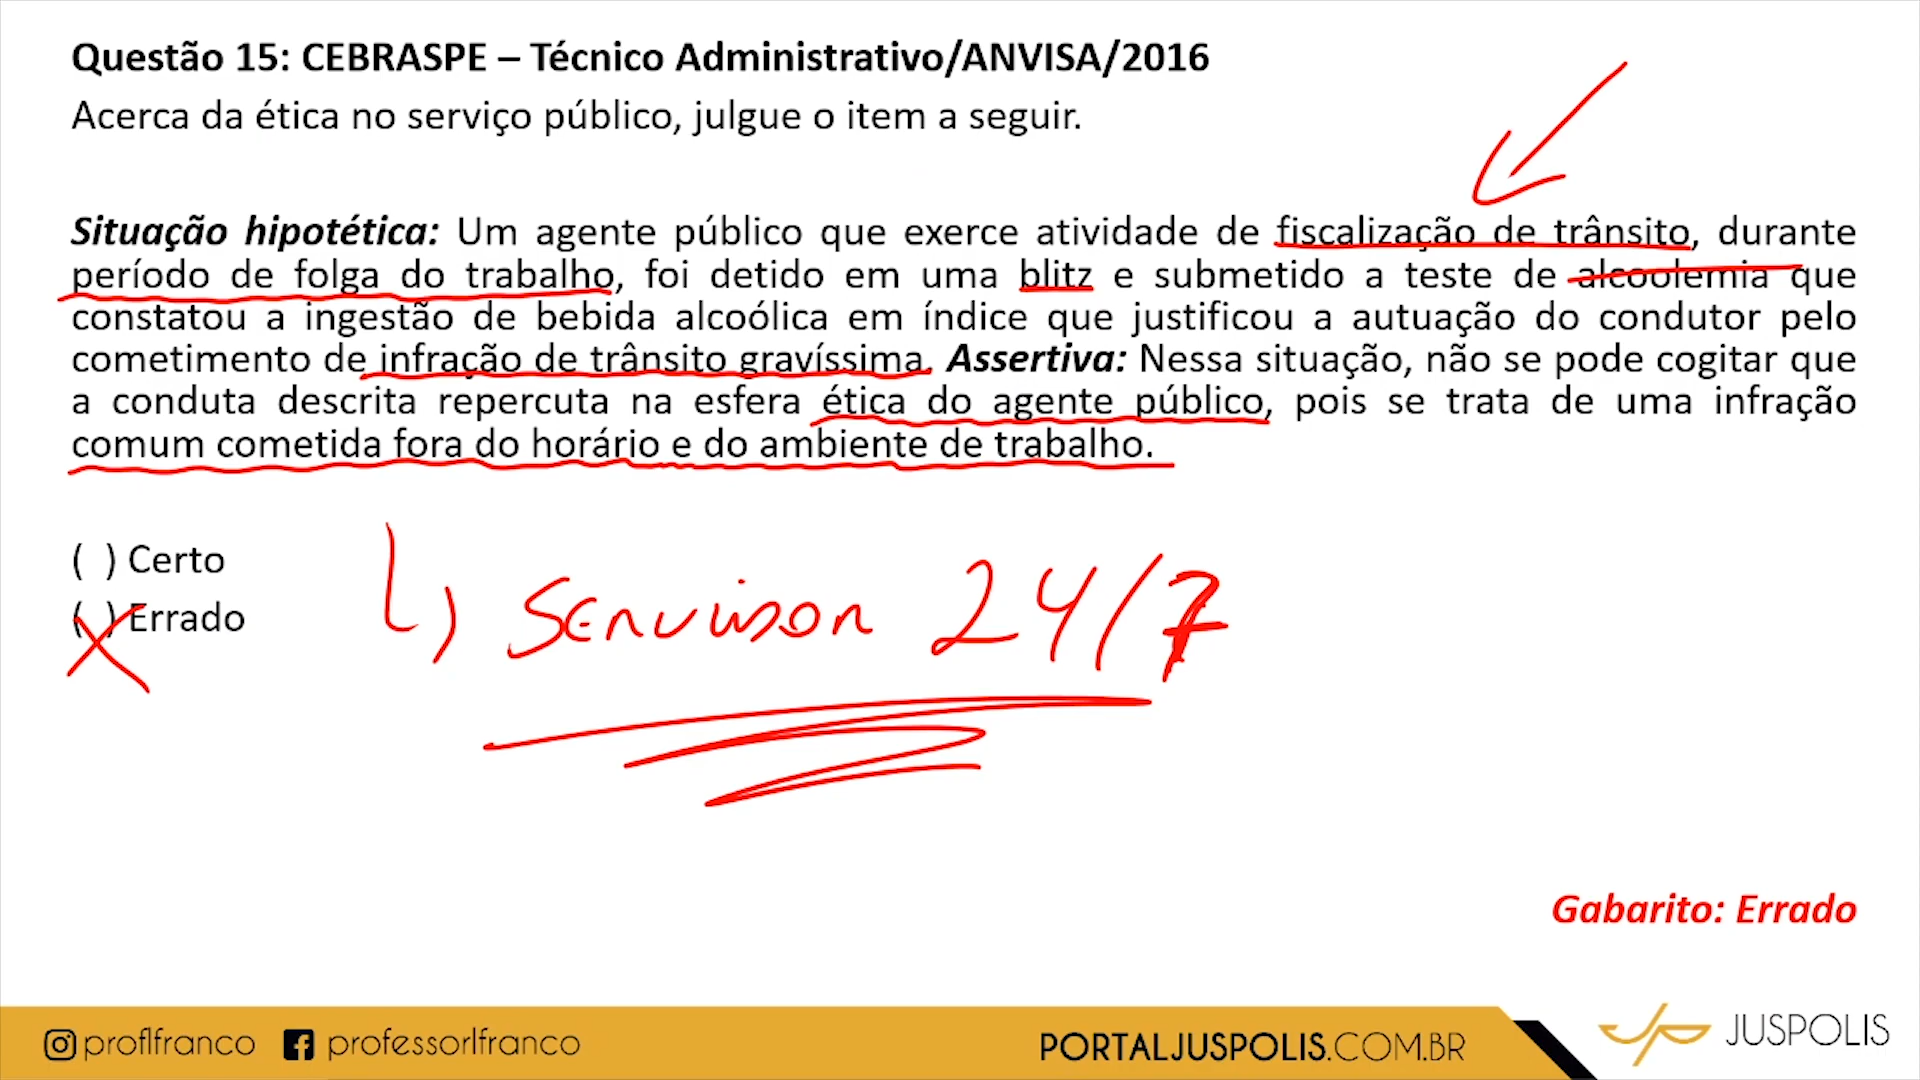 Questão 15: CEBRASPE – Técnico Administrativo/ANVISA/2016
Acerca da ética no serviço público, julgue o item a seguir.
Situação hipotética: Um agente público que exerce atividade de fiscalização de trânsito, durante
período de folga do trabalho, foi detido em uma blitz e submetido a teste de alcoolemia que
constatou a ingestão de bebida alcoólica em índice que justificou a autuação do condutor pelo
cometimento de infração de trânsito gravíssima. Assertiva: Nessa situação, não se pode cogitar que
a conduta descrita repercuta na esfera ética do agente público, pois se trata de uma infração
comum cometida fora do horário e do ambiente de trabalho.
( ) Certo
( ) Errado
Servidor 24/7
Gabarito: Errado
proflfranco professorlfranco PORTALJUSPOLIS.COM.BR JUSPOLIS